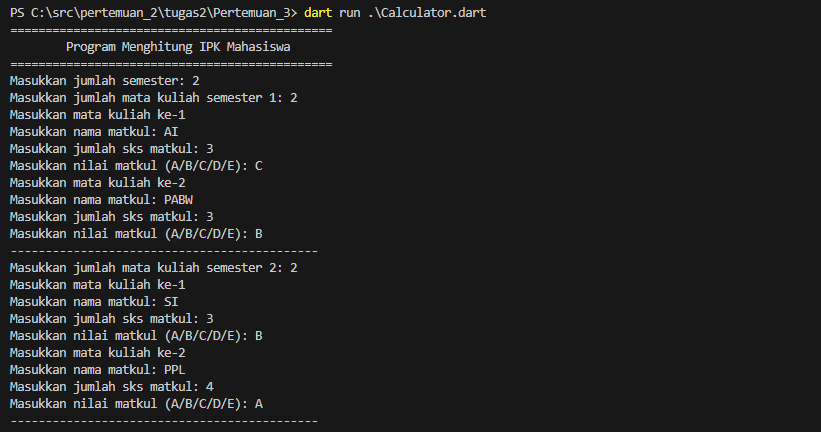 PS C:\src\pertemuan_2\tugas2\Pertemuan_3> dart run .\Calculator.dart
==============================================
        Program Menghitung IPK Mahasiswa
==============================================
Masukkan jumlah semester: 2
Masukkan jumlah mata kuliah semester 1: 2
Masukkan mata kuliah ke-1
Masukkan nama matkul: AI
Masukkan jumlah sks matkul: 3
Masukkan nilai matkul (A/B/C/D/E): C
Masukkan mata kuliah ke-2
Masukkan nama matkul: PABW
Masukkan jumlah sks matkul: 3
Masukkan nilai matkul (A/B/C/D/E): B
--------------------------------------------
Masukkan jumlah mata kuliah semester 2: 2
Masukkan mata kuliah ke-1
Masukkan nama matkul: SI
Masukkan jumlah sks matkul: 3
Masukkan nilai matkul (A/B/C/D/E): B
Masukkan mata kuliah ke-2
Masukkan nama matkul: PPL
Masukkan jumlah sks matkul: 4
Masukkan nilai matkul (A/B/C/D/E): A
--------------------------------------------